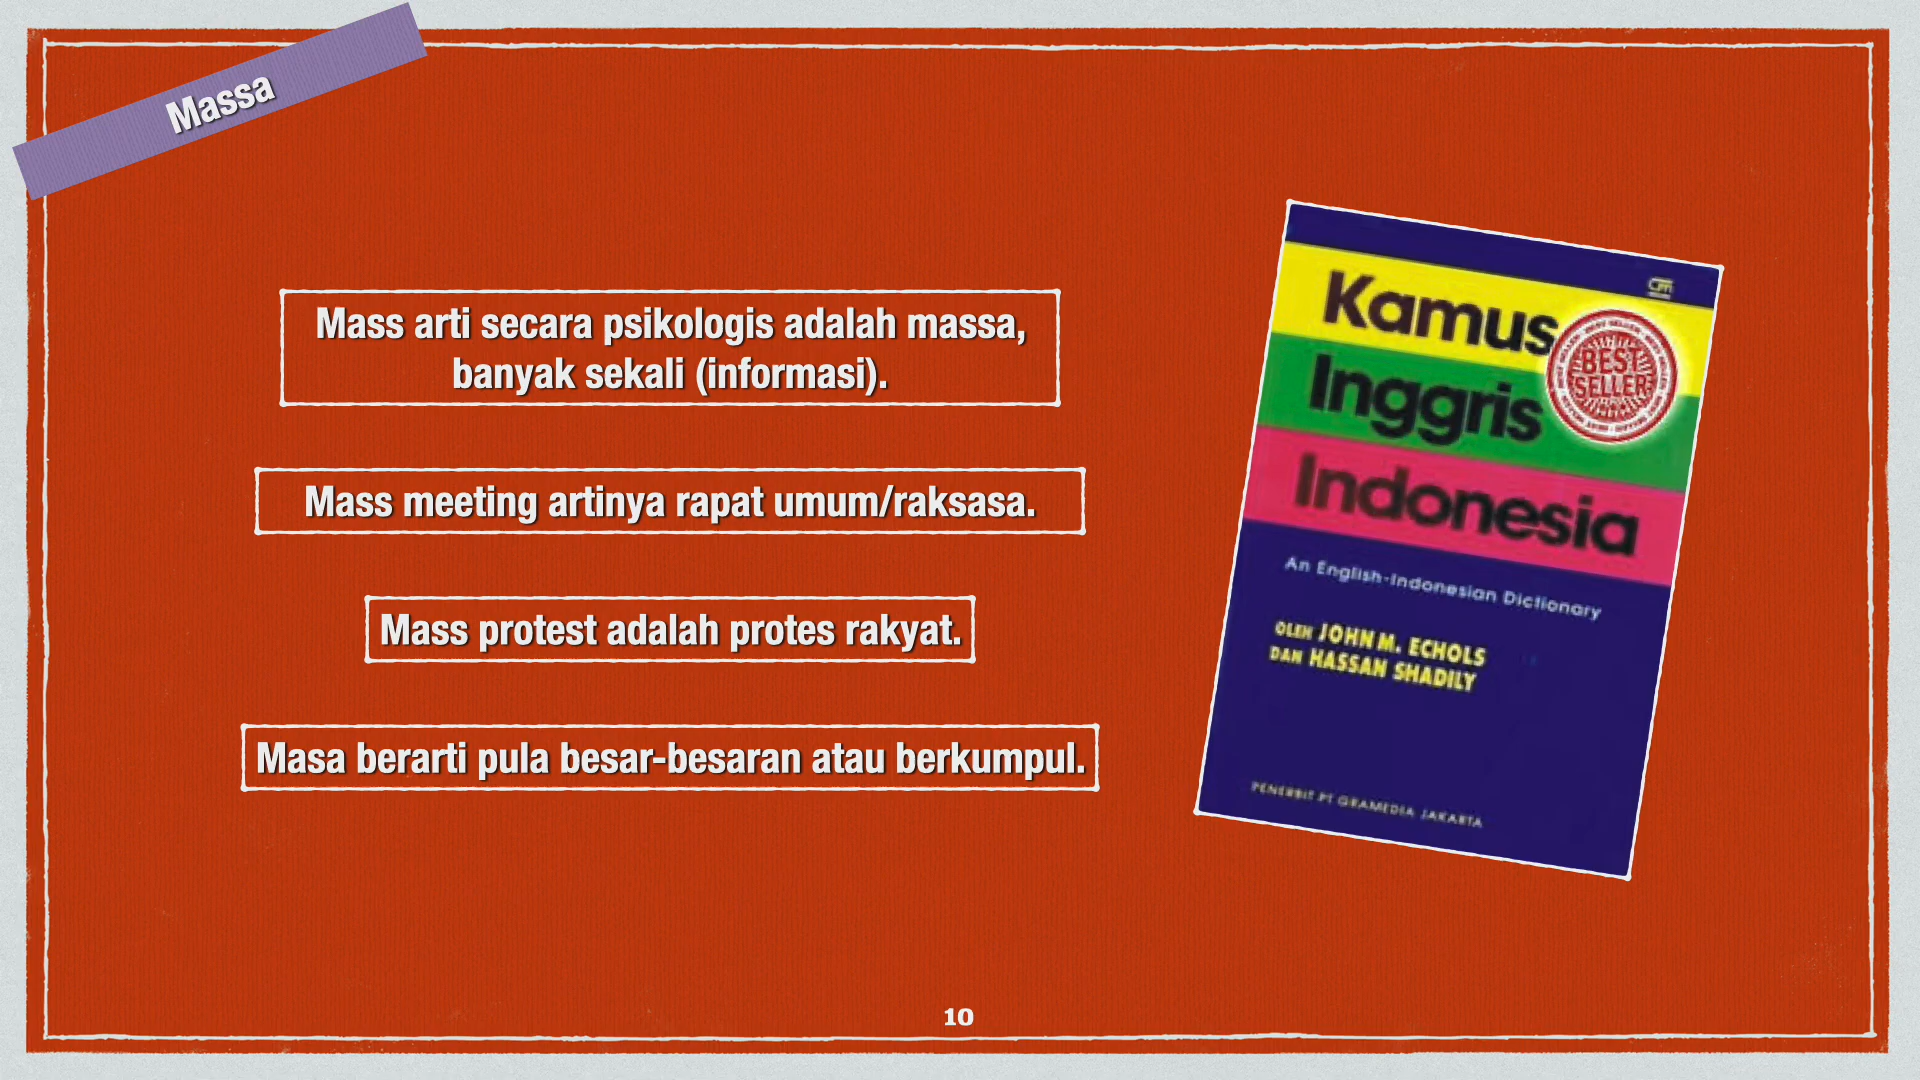 Massa
Mass arti secara psikologis adalah massa,
banyak sekali (informasi).
Mass meeting artinya rapat umum/raksasa.
Mass protest adalah protes rakyat.
Masa berarti pula besar-besaran atau berkumpul.
Kamus
Inggris
Indonesia
BEST
SELLER
An English-Indonesian Dictionary
OLEH JOHN M. ECHOLS
DAN HASSAN SHADILY
PENERBIT PT GRAMEDIA JAKARTA
10